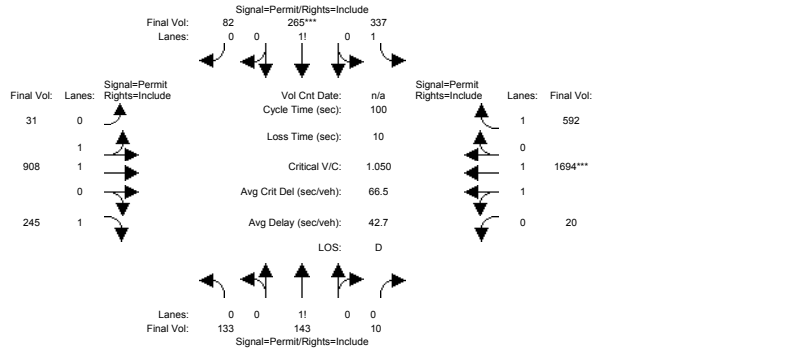 Signal=Permit/Rights=Include
Final Vol: 82 265*** 337
Lanes: 0 0 1! 0 1
Signal=Permit
Final Vol: Lanes: Rights=Include
Vol Cnt Date: n/a
Signal=Permit
Rights=Include Lanes: Final Vol:
Cycle Time (sec): 100
31 0
1 592
Loss Time (sec): 10
1
0
908 1
Critical V/C: 1.050
1 1694***
0
Avg Crit Del (sec/veh): 66.5
1
245 1
Avg Delay (sec/veh): 42.7
0 20
LOS: D
Lanes: 0 0 1! 0 0
Final Vol: 133 143 10
Signal=Permit/Rights=Include